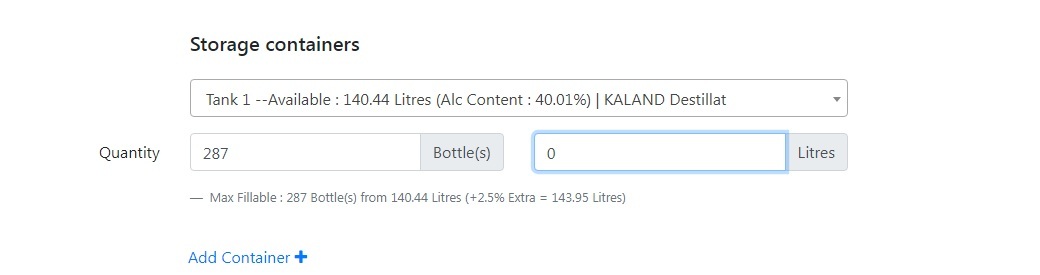 Storage containers
Tank 1 --Available : 140.44 Litres (Alc Content : 40.01%) | KALAND Destillat
Quantity 287 Bottle(s) 0 Litres
— Max Fillable : 287 Bottle(s) from 140.44 Litres (+2.5% Extra = 143.95 Litres)
Add Container +